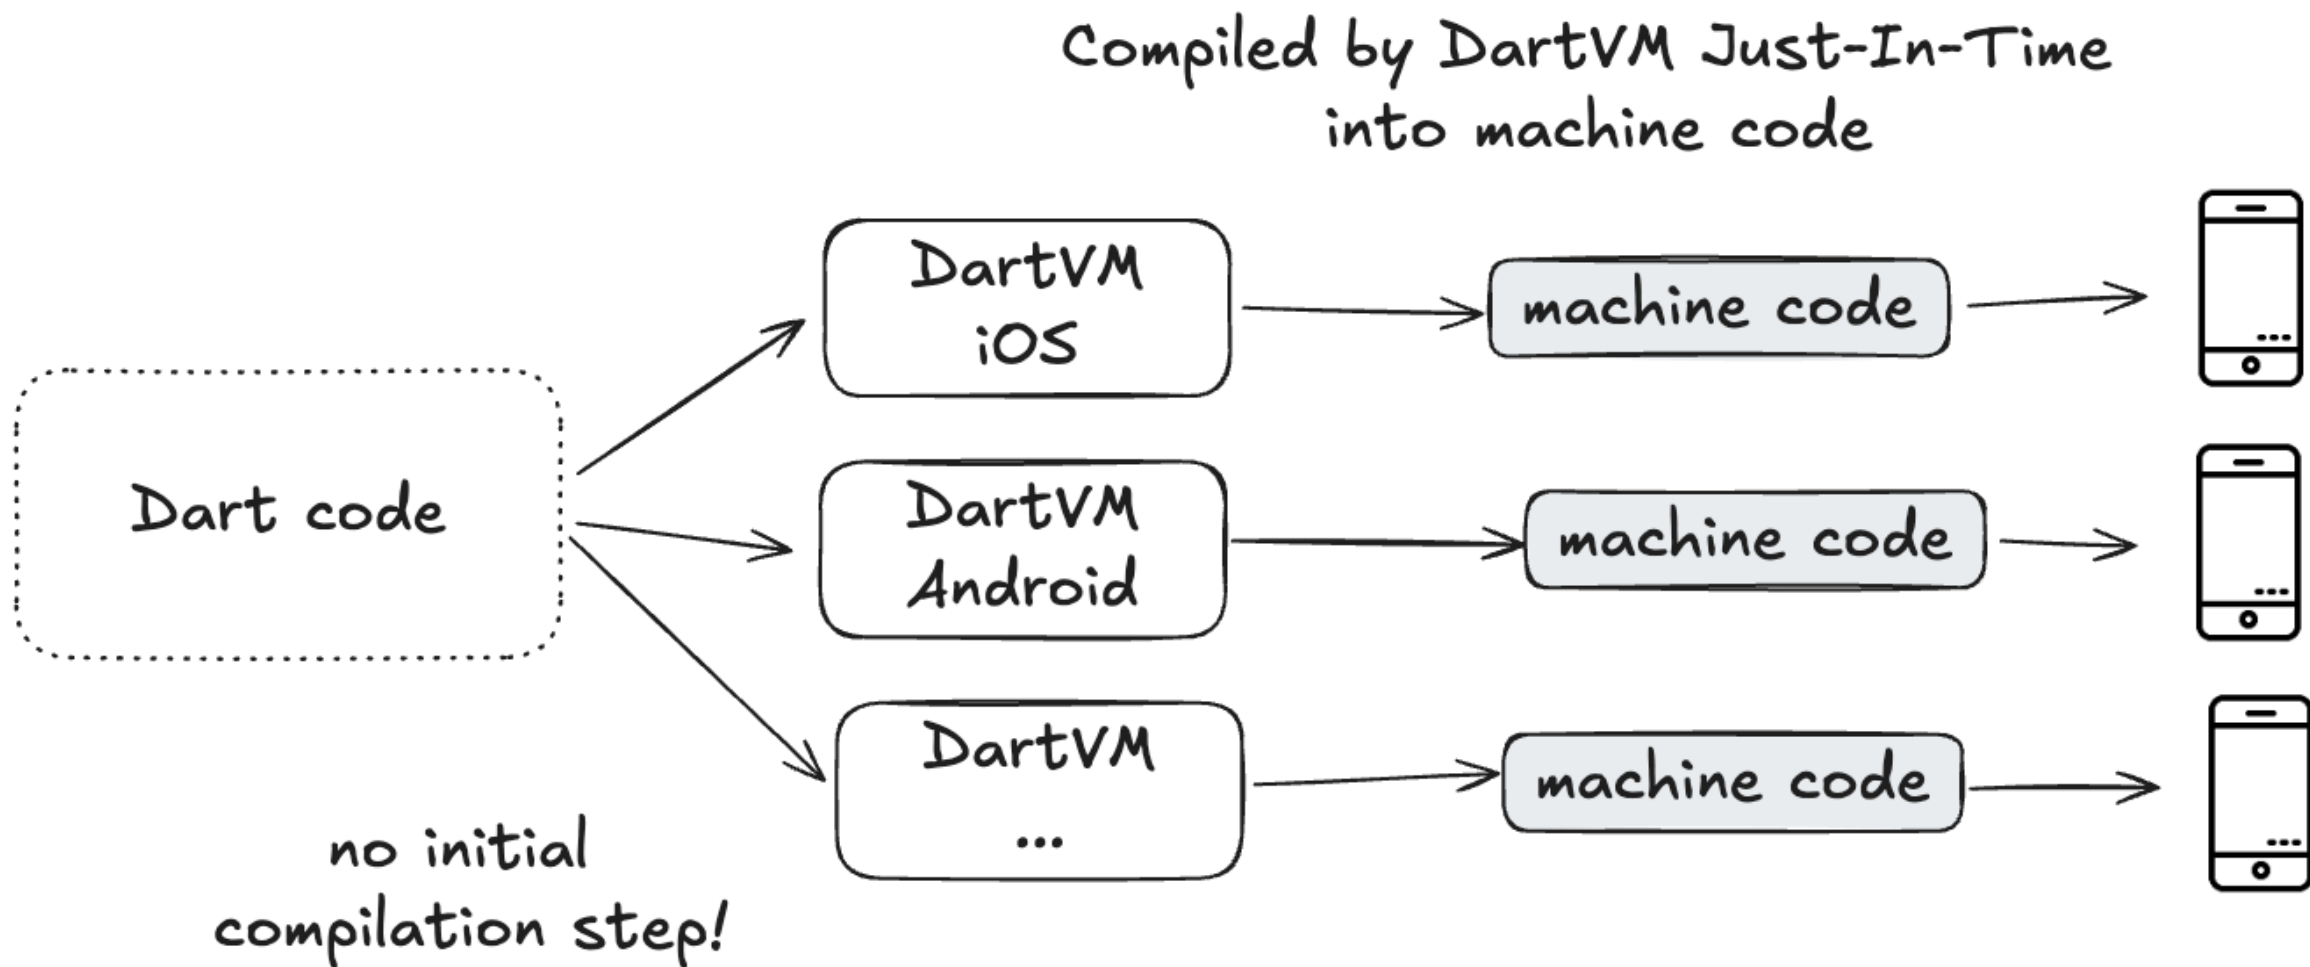 Compiled by DartVM Just-In-Time
into machine code
DartVM
iOS
machine code
Dart code
DartVM
Android
machine code
DartVM
...
machine code
no initial
compilation step!